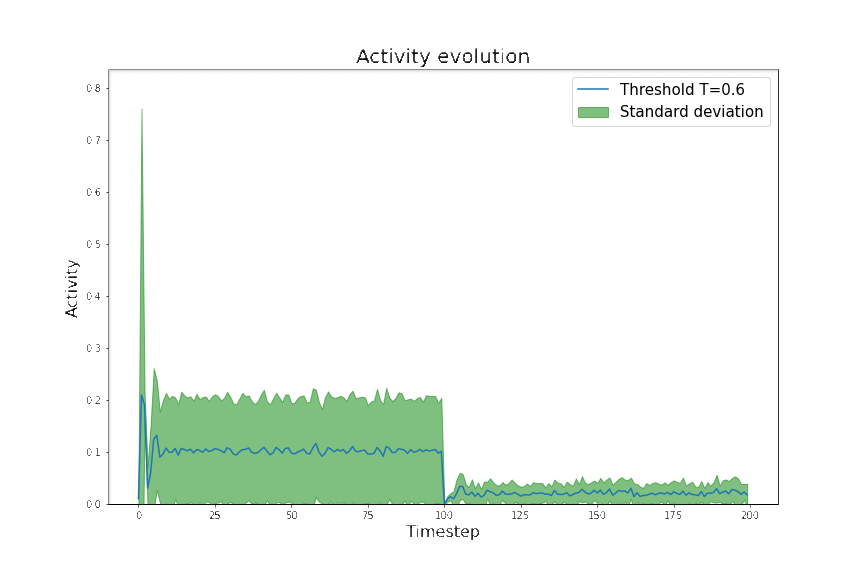 Activity evolution
Threshold T=0.6
Standard deviation
Activity
0.8
0.7
0.6
0.5
0.4
0.3
0.2
0.1
0.0
0 25 50 75 100 125 150 175 200
Timestep